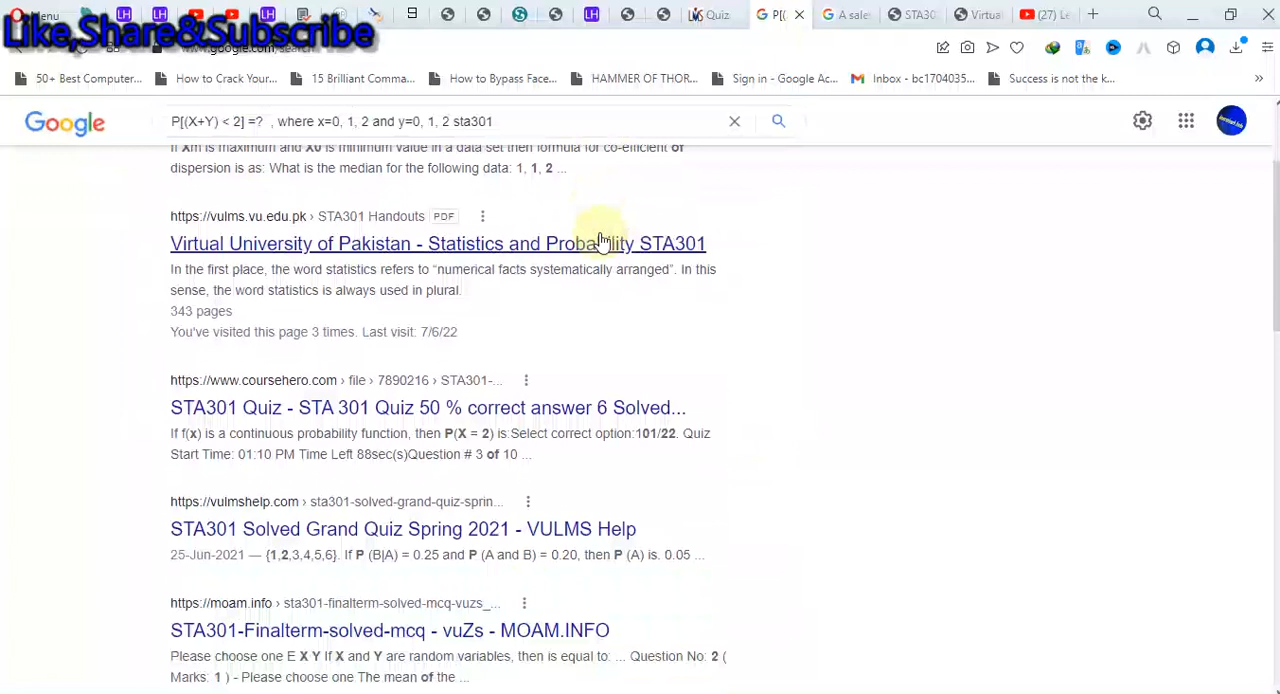 Menu
LH
LH
LH
LH
Quiz
P[(
A sale
STA30
Virtua
(27) Le
Like,Share&Subscribe
www.google.com/search
50+ Best Computer...
How to Crack Your...
15 Brilliant Comma...
How to Bypass Face...
HAMMER OF THOR...
Sign in - Google Ac...
Inbox - bc1704035...
Success is not the k...
»
Google
P[(X+Y) < 2] =? , where x=0, 1, 2 and y=0, 1, 2 sta301
If Xm is maximum and X0 is minimum value in a data set then formula for co-efficient of
dispersion is as: What is the median for the following data: 1, 1, 2 ...
https://vulms.vu.edu.pk › STA301 Handouts PDF
Virtual University of Pakistan - Statistics and Probability STA301
In the first place, the word statistics refers to “numerical facts systematically arranged”. In this
sense, the word statistics is always used in plural.
343 pages
You've visited this page 3 times. Last visit: 7/6/22
https://www.coursehero.com › file › 7890216 › STA301-...
STA301 Quiz - STA 301 Quiz 50 % correct answer 6 Solved...
If f(x) is a continuous probability function, then P(X = 2) is:Select correct option:101/22. Quiz
Start Time: 01:10 PM Time Left 88sec(s)Question # 3 of 10 ...
https://vulmshelp.com › sta301-solved-grand-quiz-sprin...
STA301 Solved Grand Quiz Spring 2021 - VULMS Help
25-Jun-2021 — {1,2,3,4,5,6}. If P (B|A) = 0.25 and P (A and B) = 0.20, then P (A) is. 0.05 ...
https://moam.info › sta301-finalterm-solved-mcq-vuzs_...
STA301-Finalterm-solved-mcq - vuZs - MOAM.INFO
Please choose one E X Y If X and Y are random variables, then is equal to: ... Question No: 2 (
Marks: 1 ) - Please choose one The mean of the ...